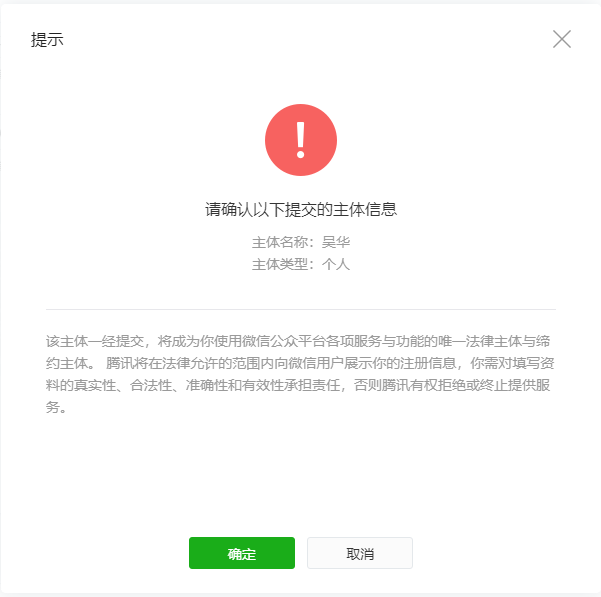 提示
请确认以下提交的主体信息
主体名称：吴华
主体类型：个人
该主体一经提交，将成为你使用微信公众平台各项服务与功能的唯一法律主体与缔
约主体。 腾讯将在法律允许的范围内向微信用户展示你的注册信息，你需对填写资
料的真实性、合法性、准确性和有效性承担责任，否则腾讯有权拒绝或终止提供服
务。
确定
取消